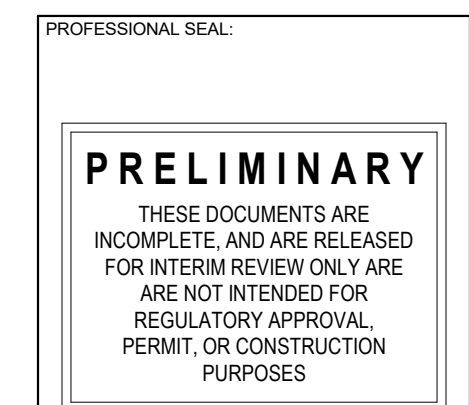 PROFESSIONAL SEAL:
PRELIMINARY
THESE DOCUMENTS ARE
INCOMPLETE, AND ARE RELEASED
FOR INTERIM REVIEW ONLY ARE
ARE NOT INTENDED FOR
REGULATORY APPROVAL,
PERMIT, OR CONSTRUCTION
PURPOSES